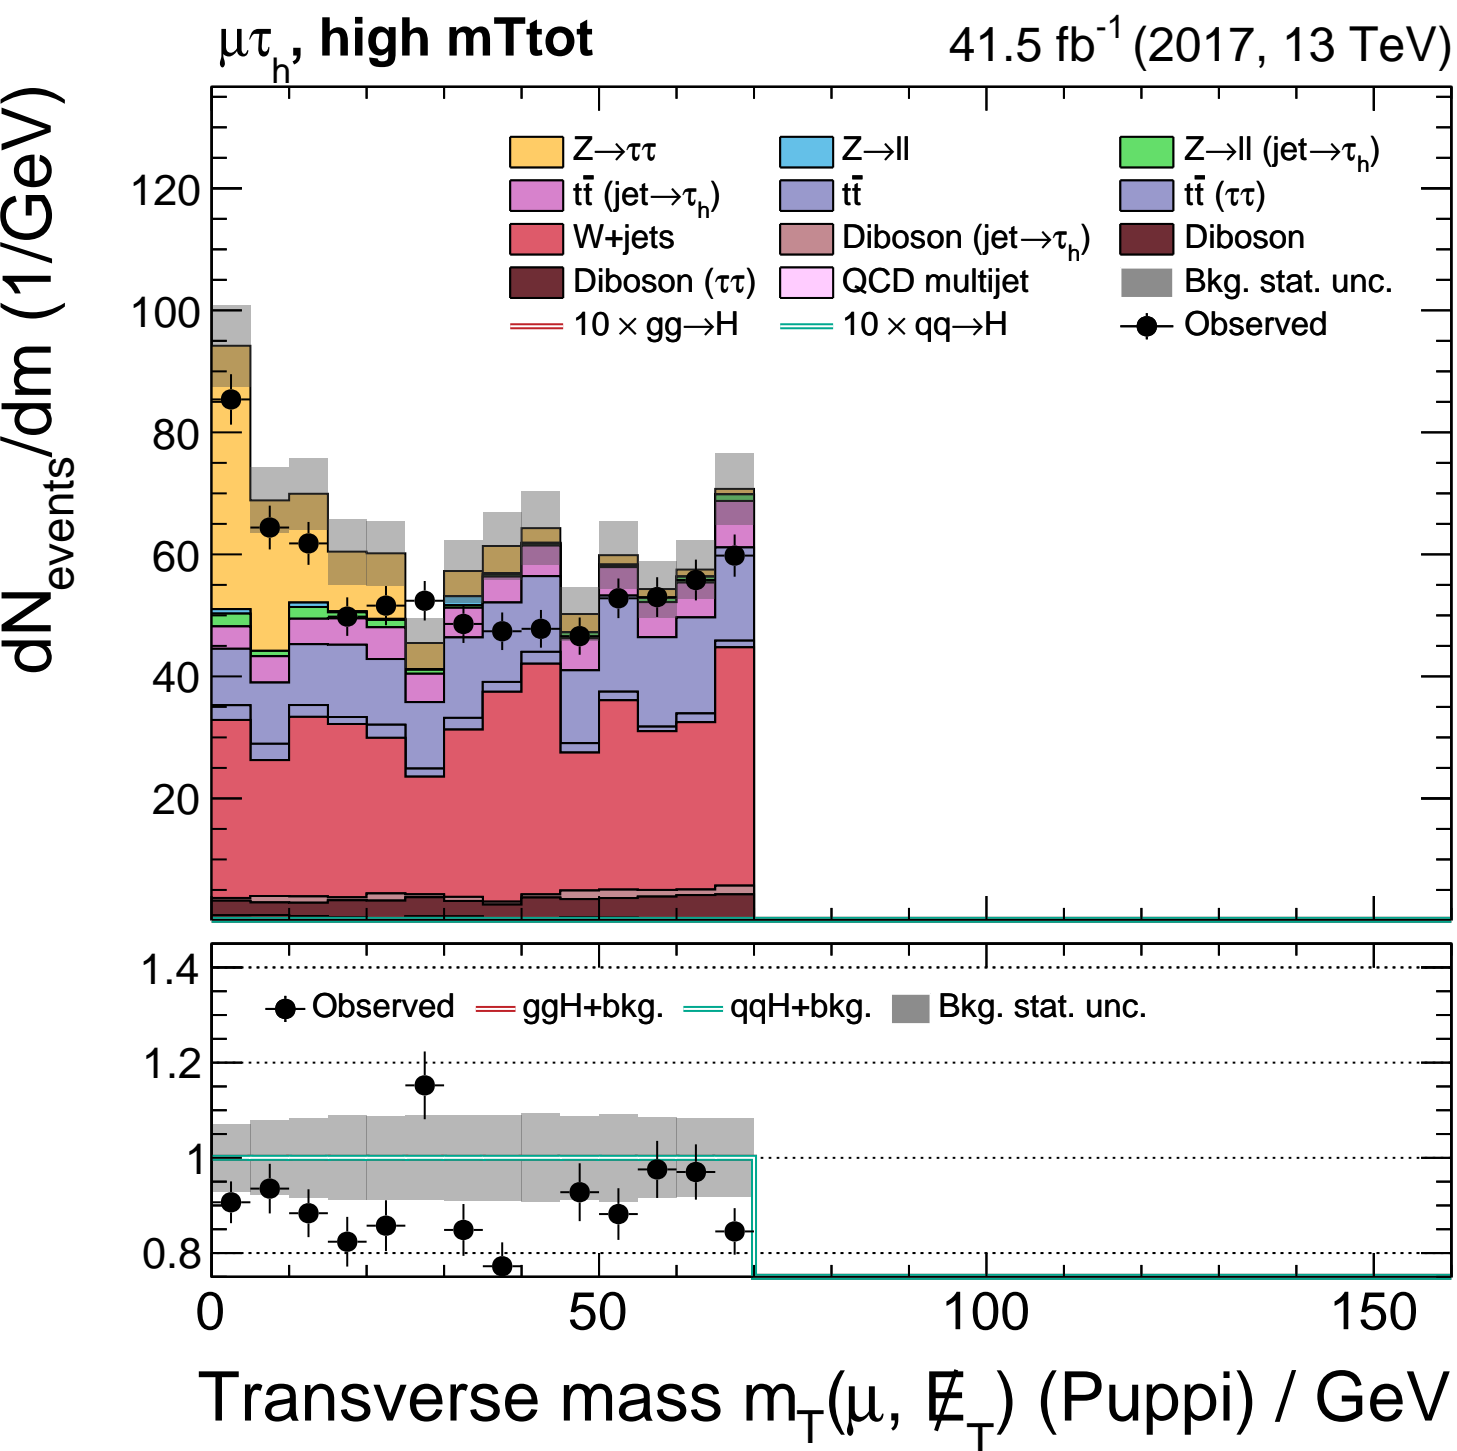 μτh, high mTtot
41.5 fb-1 (2017, 13 TeV)
dNevents/dm (1/GeV)
120
100
80
60
40
20
Z→ττ Z→ll Z→ll (jet→τh)
tt̄ (jet→τh) tt̄ tt̄ (ττ)
W+jets Diboson (jet→τh) Diboson
Diboson (ττ) QCD multijet Bkg. stat. unc.
10 × gg→H 10 × qq→H Observed
1.4
1.2
1
0.8
Observed ggH+bkg. qqH+bkg. Bkg. stat. unc.
0 50 100 150
Transverse mass mT(μ, E̸T) (Puppi) / GeV